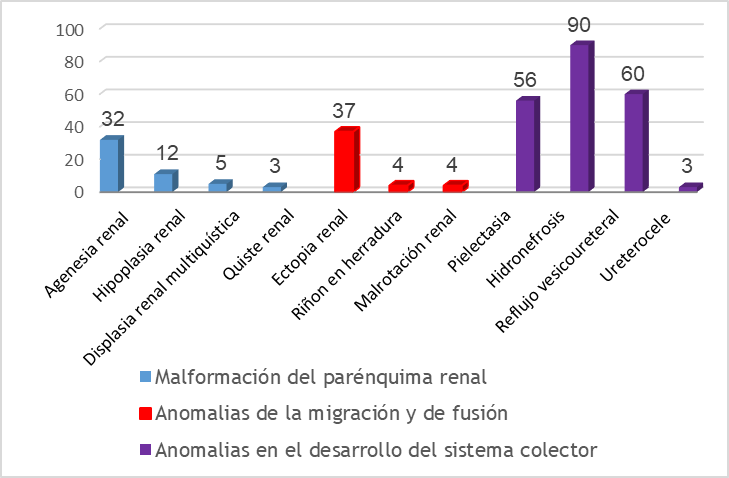 100
80
60
40
20
0
32
12
5
3
37
4
4
56
90
60
3
Agenesia renal
Hipoplasia renal
Displasia renal multiquística
Quiste renal
Ectopia renal
Riñon en herradura
Malrotación renal
Pielectasia
Hidronefrosis
Reflujo vesicoureteral
Ureterocele
Malformación del parénquima renal
Anomalias de la migración y de fusión
Anomalias en el desarrollo del sistema colector